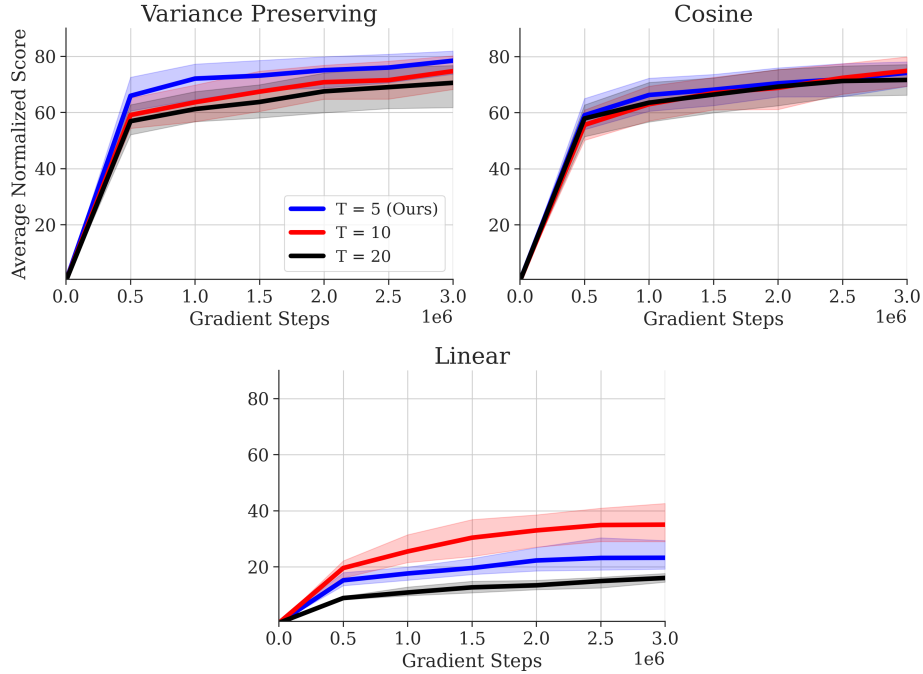 Variance Preserving
Average Normalized Score
80
60
40
20
T = 5 (Ours)
T = 10
T = 20
0.0 0.5 1.0 1.5 2.0 2.5 3.0
Gradient Steps
1e6
Cosine
80
60
40
20
0.0 0.5 1.0 1.5 2.0 2.5 3.0
Gradient Steps
1e6
Linear
80
60
40
20
0.0 0.5 1.0 1.5 2.0 2.5 3.0
Gradient Steps
1e6